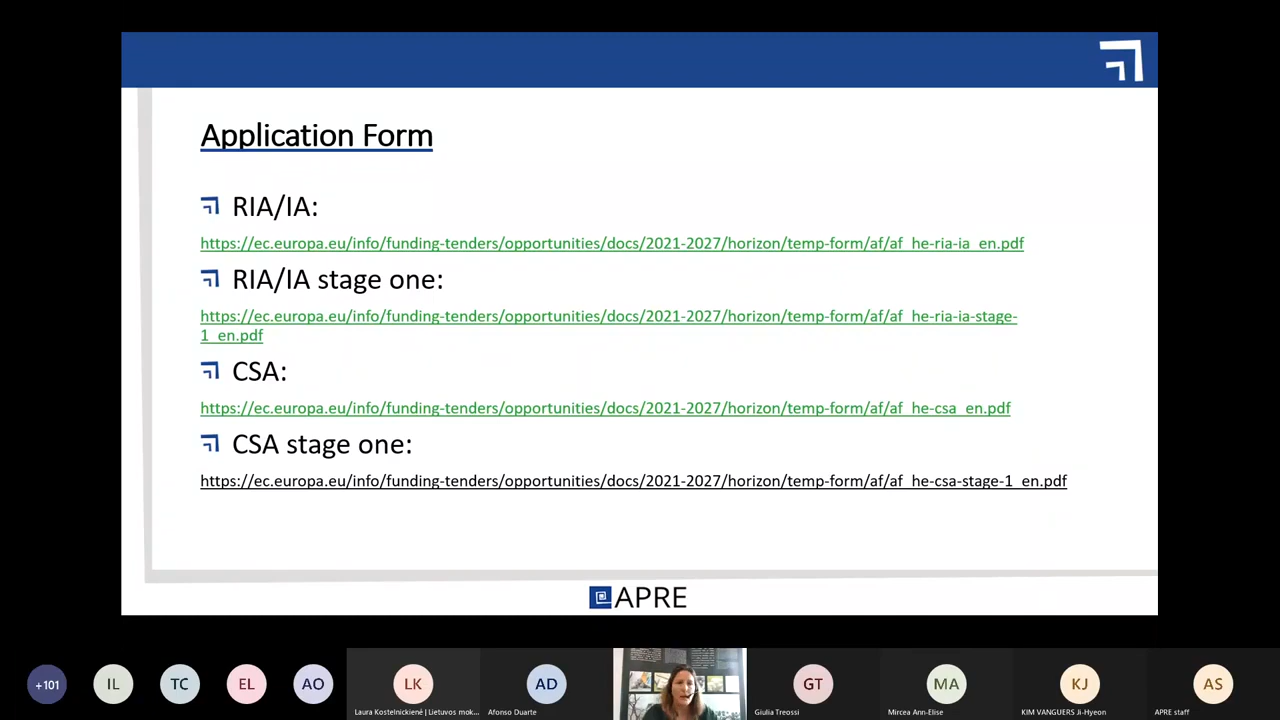 Application Form
RIA/IA:
https://ec.europa.eu/info/funding-tenders/opportunities/docs/2021-2027/horizon/temp-form/af/af_he-ria-ia_en.pdf
RIA/IA stage one:
https://ec.europa.eu/info/funding-tenders/opportunities/docs/2021-2027/horizon/temp-form/af/af_he-ria-ia-stage-
1_en.pdf
CSA:
https://ec.europa.eu/info/funding-tenders/opportunities/docs/2021-2027/horizon/temp-form/af/af_he-csa_en.pdf
CSA stage one:
https://ec.europa.eu/info/funding-tenders/opportunities/docs/2021-2027/horizon/temp-form/af/af_he-csa-stage-1_en.pdf
APRE
+101
IL
TC
EL
AO
LK
AD
GT
MA
KJ
AS
Laura Kostelnickienė | Lietuvos mok...
Afonso Duarte
Giulia Treossi
Mircea Ann-Elise
KIM VANGUERS Ji-Hyeon
APRE staff